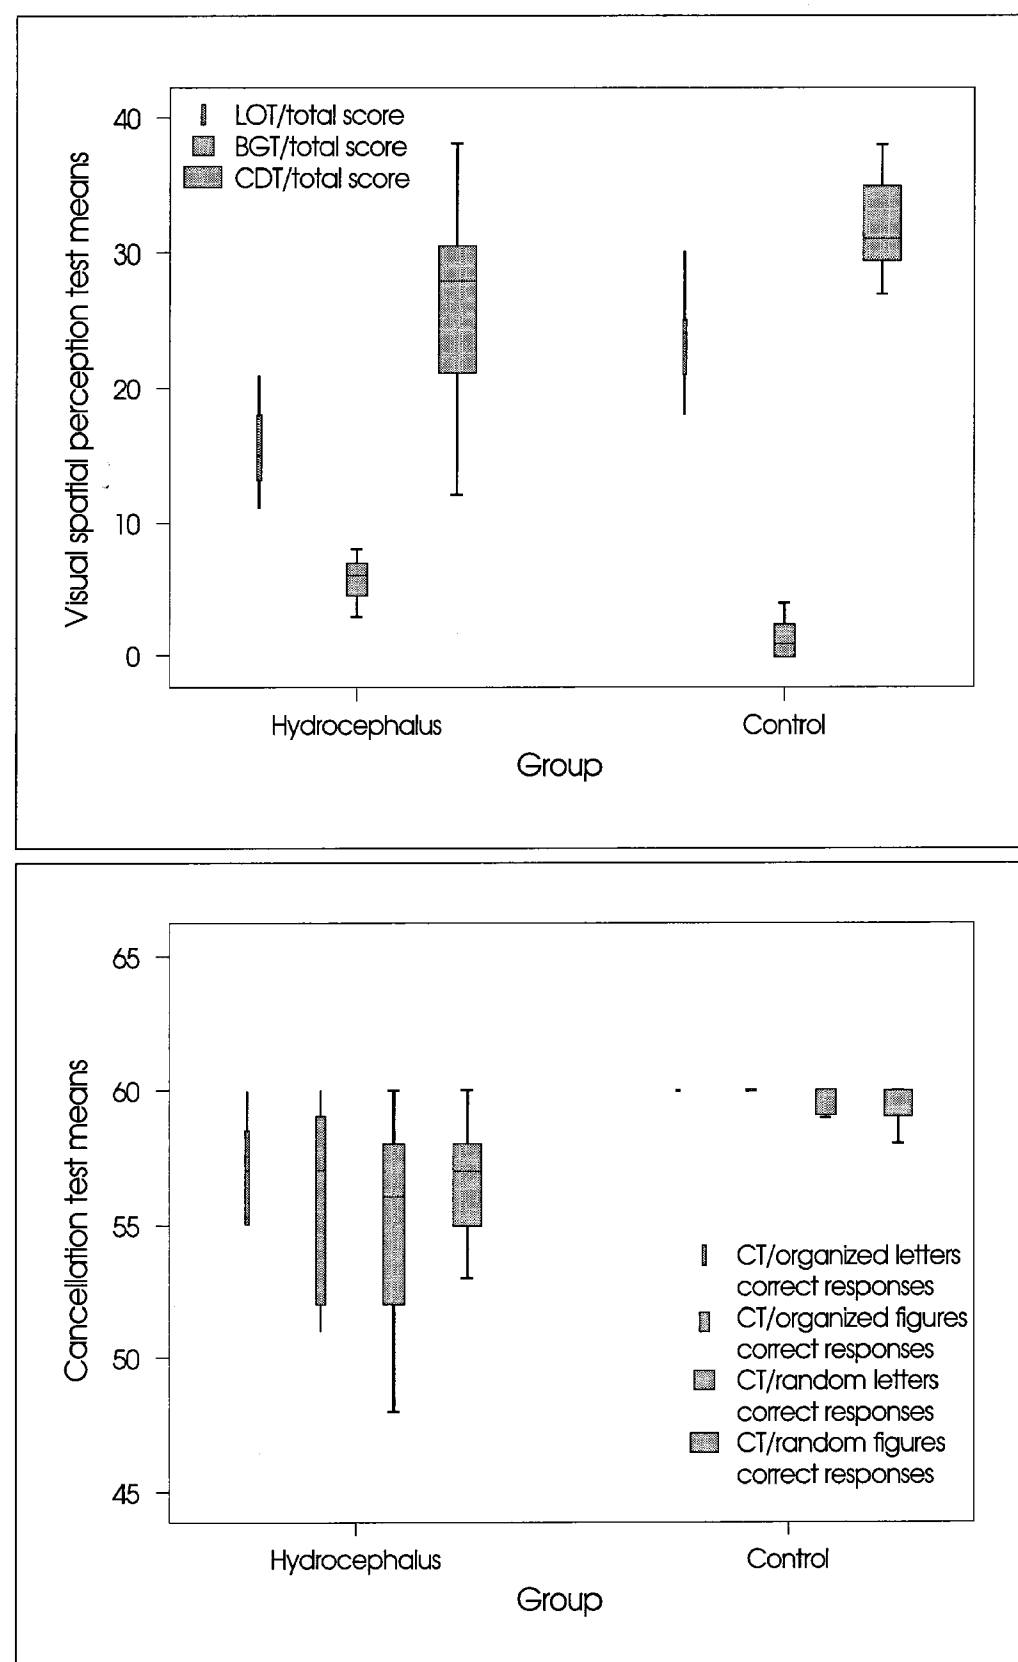 40
30
20
10
0
Visual spatial perception test means
LOT/total score
BGT/total score
CDT/total score
Hydrocephalus
Control
Group
65
60
55
50
45
Cancellation test means
CT/organized letters
correct responses
CT/organized figures
correct responses
CT/random letters
correct responses
CT/random figures
correct responses
Hydrocephalus
Control
Group